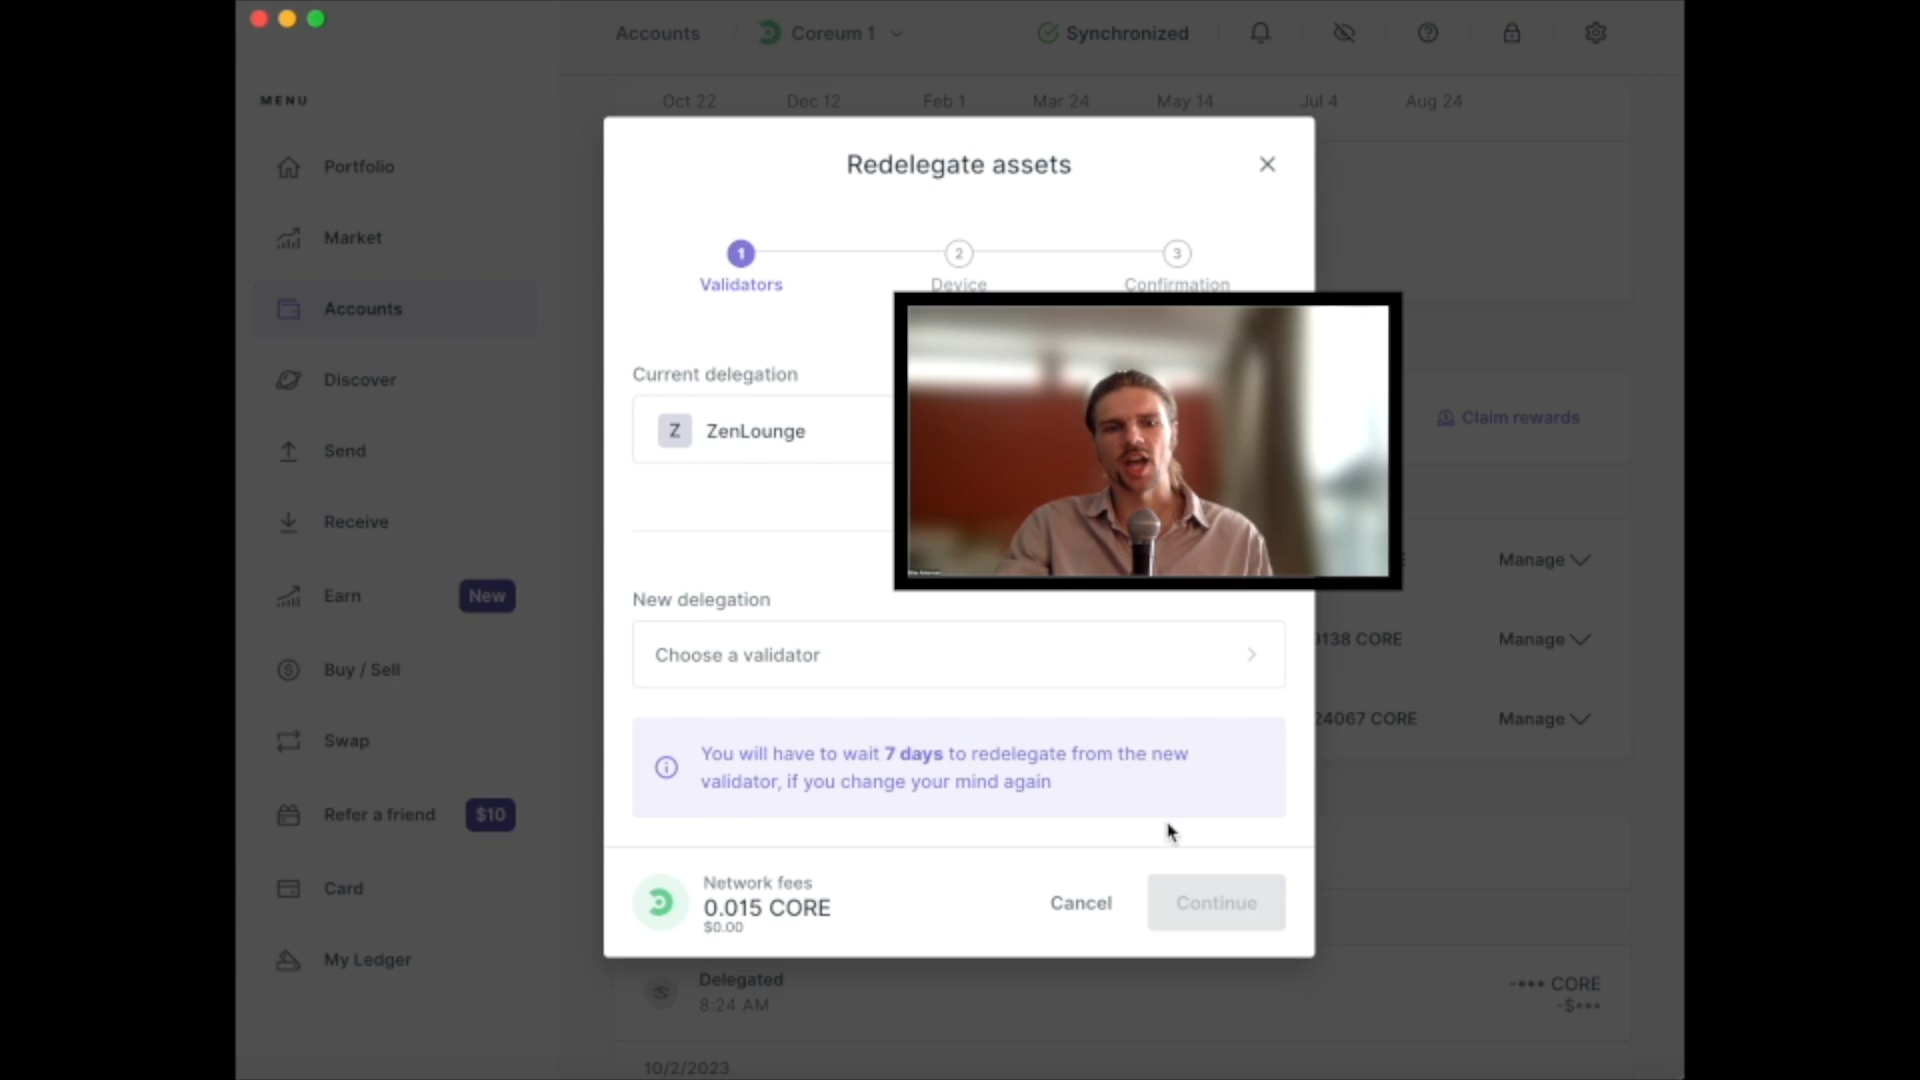 Accounts
Coreum 1
Synchronized
MENU
Portfolio
Market
Accounts
Discover
Send
Receive
Earn
New
Buy / Sell
Swap
Refer a friend
$10
Card
My Ledger
Oct 22
Dec 12
Feb 1
Mar 24
May 14
Jul 4
Aug 24
Redelegate assets
1
2
3
Validators
Device
Confirmation
Current delegation
Z
ZenLounge
New delegation
Choose a validator
You will have to wait 7 days to redelegate from the new
validator, if you change your mind again
Network fees
0.015 CORE
$0.00
Cancel
Continue
Claim rewards
Manage
138 CORE
Manage
24067 CORE
Manage
Delegated
8:24 AM
-••• CORE
-$•••
10/2/2023